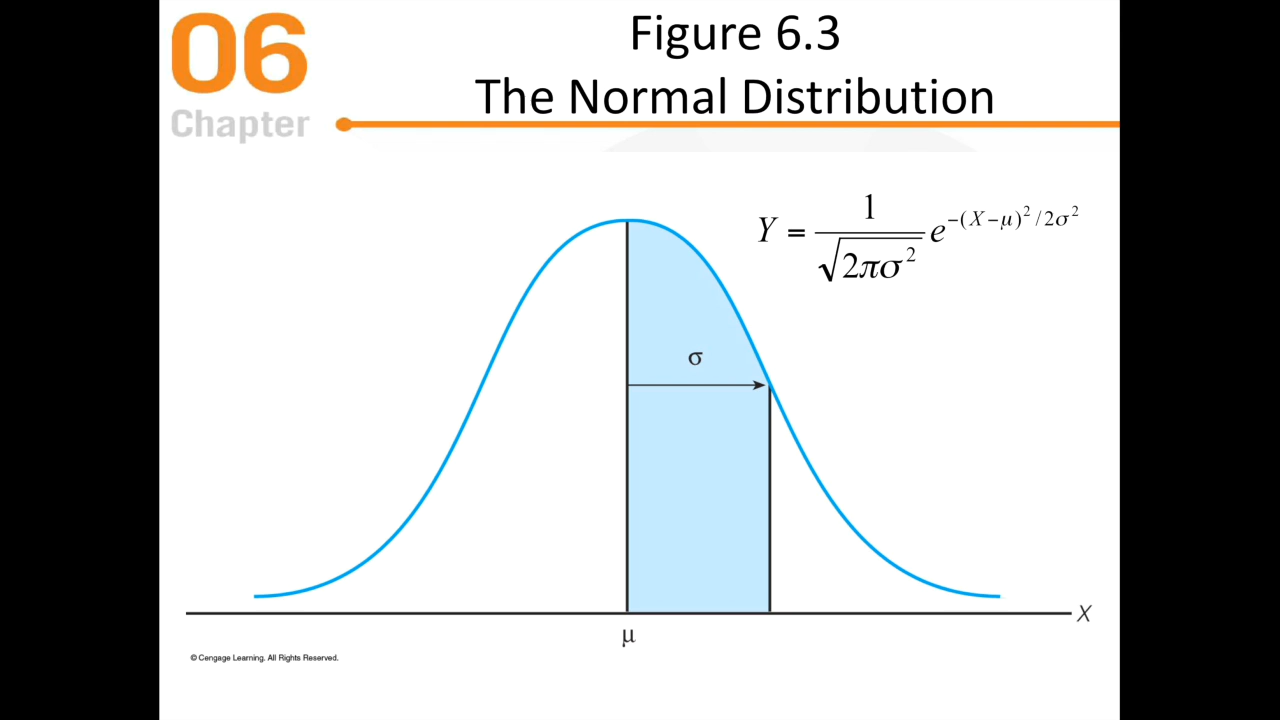 06
Chapter
Figure 6.3
The Normal Distribution
Y = 1 / √(2πσ²) e^(−(X−μ)²/2σ²)
σ
X
μ
© Cengage Learning. All Rights Reserved.